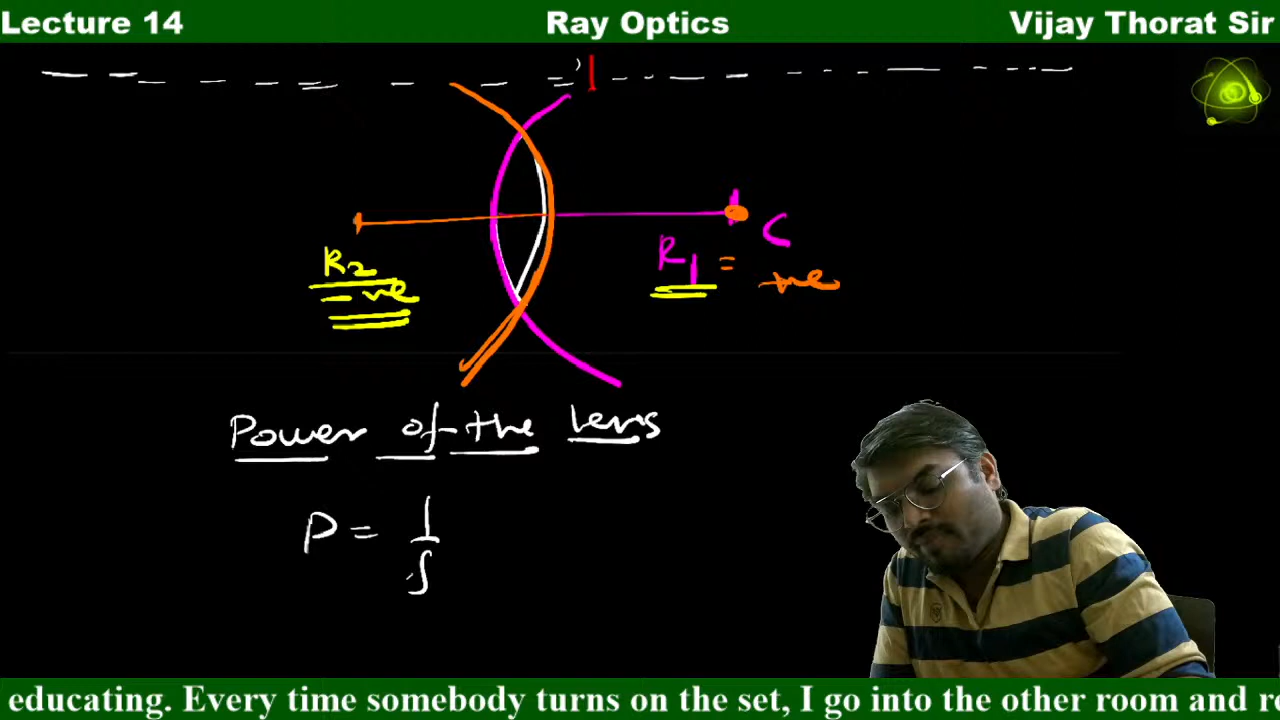 Lecture 14 Ray Optics Vijay Thorat Sir
C
R2
-ve
R1 = +ve
Power of the lens
P = 1/f
educating. Every time somebody turns on the set, I go into the other room and re